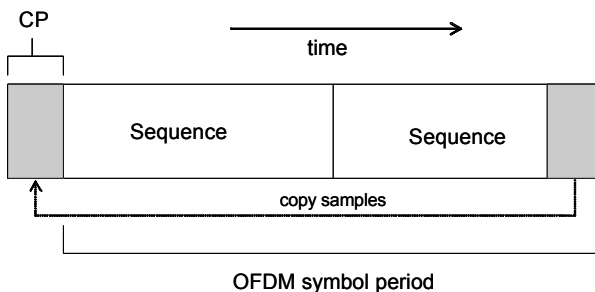 CP
time
Sequence
Sequence
copy samples
OFDM symbol period